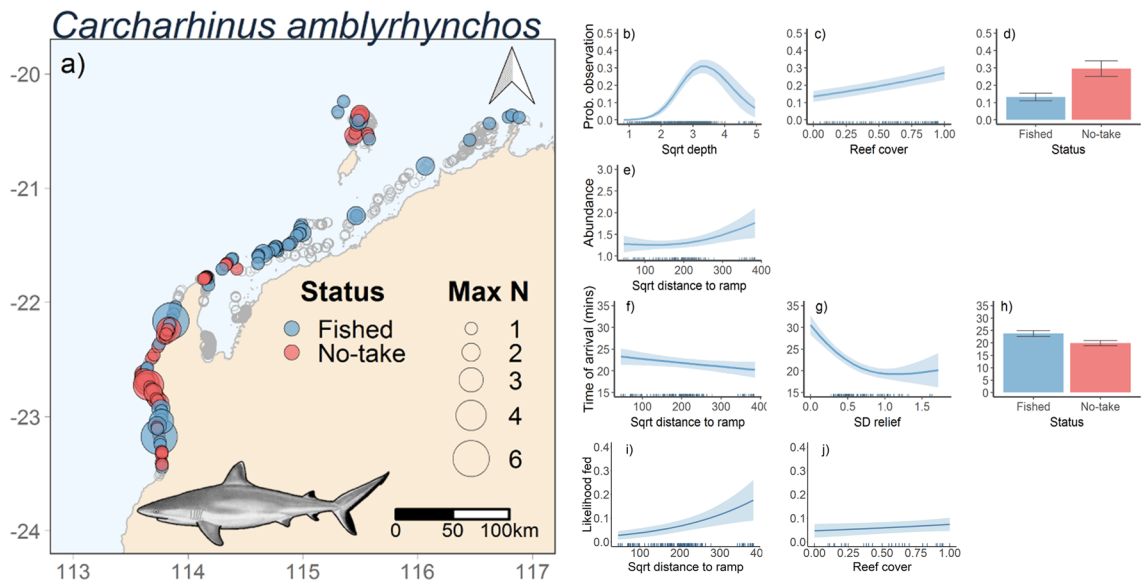 Carcharhinus amblyrhynchos
a)
-20
-21
-22
-23
-24
113 114 115 116 117
Status
Fished
No-take
Max N
1
2
3
4
6
0 50 100km
b)
Prob. observation
0.5
0.4
0.3
0.2
0.1
0.0
1 2 3 4 5
Sqrt depth
c)
0.5
0.4
0.3
0.2
0.1
0.0
0.00 0.25 0.50 0.75 1.00
Reef cover
d)
0.5
0.4
0.3
0.2
0.1
0.0
Fished No-take
Status
e)
Abundance
3.0
2.5
2.0
1.5
1.0
100 200 300 400
Sqrt distance to ramp
f)
Time of arrival (mins)
35
30
25
20
15
100 200 300 40
Sqrt distance to ramp
g)
35
30
25
20
15
0.0 0.5 1.0 1.5
SD relief
h)
35
30
25
20
15
10
5
0
Fished No-take
Status
i)
Likelihood fed
0.4
0.3
0.2
0.1
0.0
100 200 300 400
Sqrt distance to ramp
j)
0.4
0.3
0.2
0.1
0.0
0.00 0.25 0.50 0.75 1.00
Reef cover